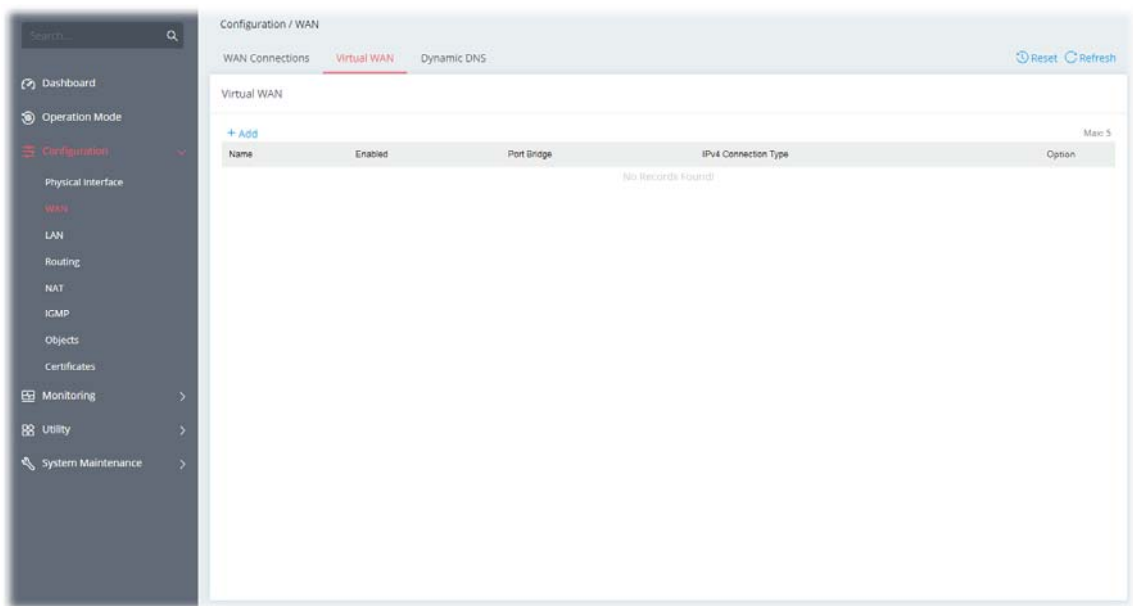 Search...
Dashboard
Operation Mode
Configuration
Physical Interface
WAN
LAN
Routing
NAT
IGMP
Objects
Certificates
Monitoring
Utility
System Maintenance
Configuration / WAN
WAN Connections Virtual WAN Dynamic DNS Reset Refresh
Virtual WAN
+ Add Max: 5
Name Enabled Port Bridge IPv4 Connection Type Option
No Records Found!